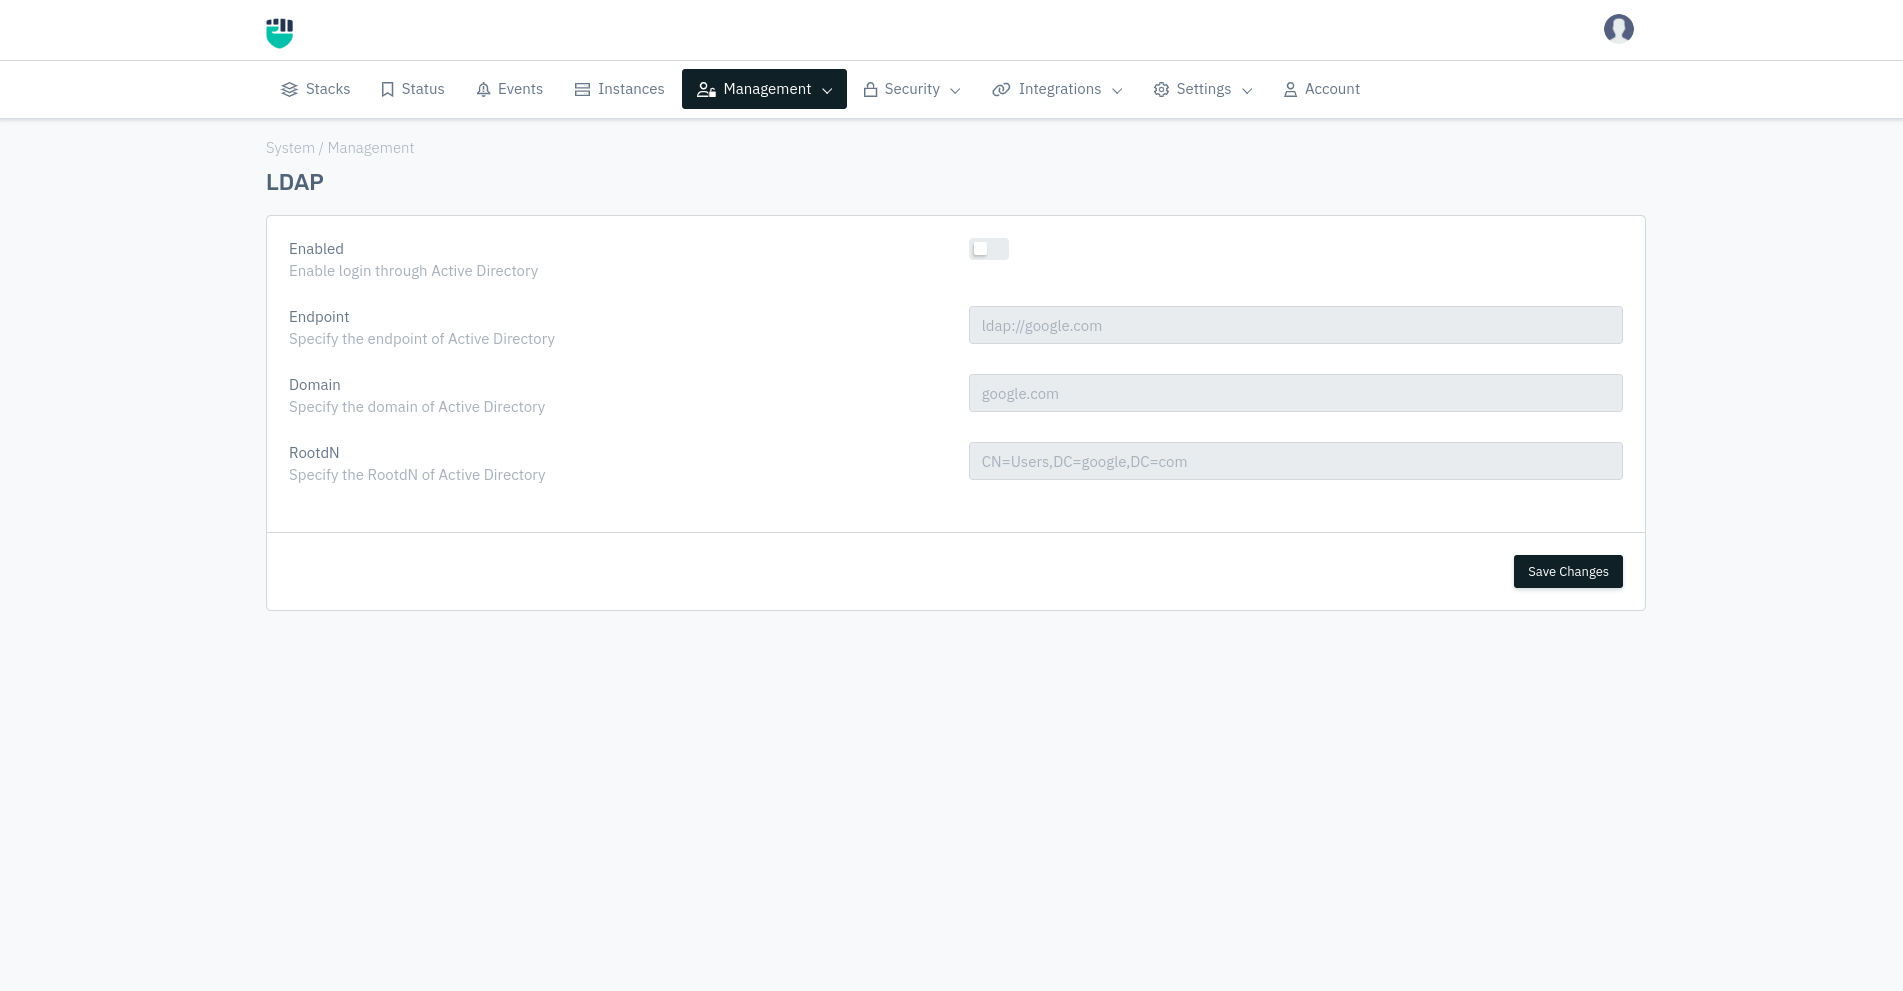 Stacks Status Events Instances Management Security Integrations Settings Account
System / Management
LDAP
Enabled
Enable login through Active Directory
Endpoint
Specify the endpoint of Active Directory
ldap://google.com
Domain
Specify the domain of Active Directory
google.com
RootdN
Specify the RootdN of Active Directory
CN=Users,DC=google,DC=com
Save Changes